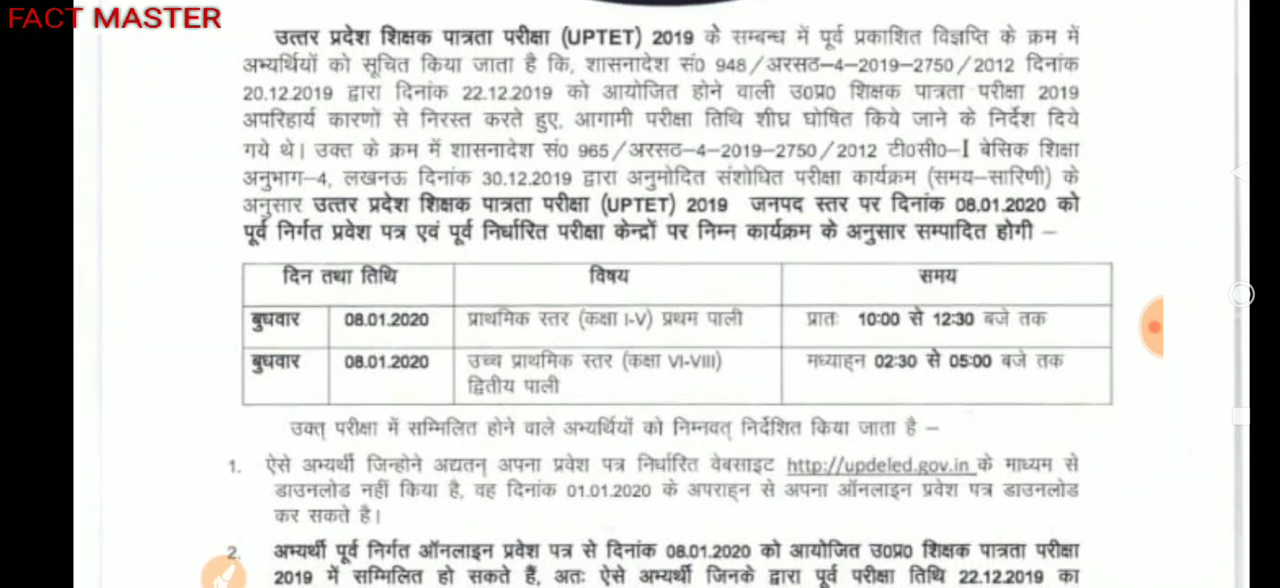 FACT MASTER
उत्तर प्रदेश शिक्षक पात्रता परीक्षा (UPTET) 2019 के सम्बन्ध में पूर्व प्रकाशित विज्ञप्ति के क्रम में
अभ्यर्थियों को सूचित किया जाता है कि, शासनादेश सं0 948/अरसठ-4-2019-2750/2012 दिनांक
20.12.2019 द्वारा दिनांक 22.12.2019 को आयोजित होने वाली उ0प्र0 शिक्षक पात्रता परीक्षा 2019
अपरिहार्य कारणों से निरस्त करते हुए, आगामी परीक्षा तिथि शीघ्र घोषित किये जाने के निर्देश दिये
गये थे। उक्त के क्रम में शासनादेश सं0 965/अरसठ-4-2019-2750/2012 टी0सी0-I बेसिक शिक्षा
अनुभाग-4, लखनऊ दिनांक 30.12.2019 द्वारा अनुमोदित संशोधित परीक्षा कार्यक्रम (समय-सारिणी) के
अनुसार उत्तर प्रदेश शिक्षक पात्रता परीक्षा (UPTET) 2019 जनपद स्तर पर दिनांक 08.01.2020 को
पूर्व निर्गत प्रवेश पत्र एवं पूर्व निर्धारित परीक्षा केन्द्रों पर निम्न कार्यक्रम के अनुसार सम्पादित होगी –
दिन तथा तिथि विषय समय
बुधवार 08.01.2020 प्राथमिक स्तर (कक्षा I-V) प्रथम पाली प्रातः 10:00 से 12:30 बजे तक
बुधवार 08.01.2020 उच्च प्राथमिक स्तर (कक्षा VI-VIII) मध्याहन 02:30 से 05:00 बजे तक
द्वितीय पाली
उक्त् परीक्षा में सम्मिलित होने वाले अभ्यर्थियों को निम्नवत् निर्देशित किया जाता है –
1. ऐसे अभ्यर्थी जिन्होने अद्यतन् अपना प्रवेश पत्र निर्धारित वेबसाइट http://updeled.gov.in के माध्यम से
डाउनलोड नहीं किया है, वह दिनांक 01.01.2020 के अपराहन से अपना ऑनलाइन प्रवेश पत्र डाउनलोड
कर सकते है।
2. अभ्यर्थी पूर्व निर्गत ऑनलाइन प्रवेश पत्र से दिनांक 08.01.2020 को आयोजित उ0प्र0 शिक्षक पात्रता परीक्षा
2019 में सम्मिलित हो सकते हैं, अतः ऐसे अभ्यर्थी जिनके द्वारा पूर्व परीक्षा तिथि 22.12.2019 का